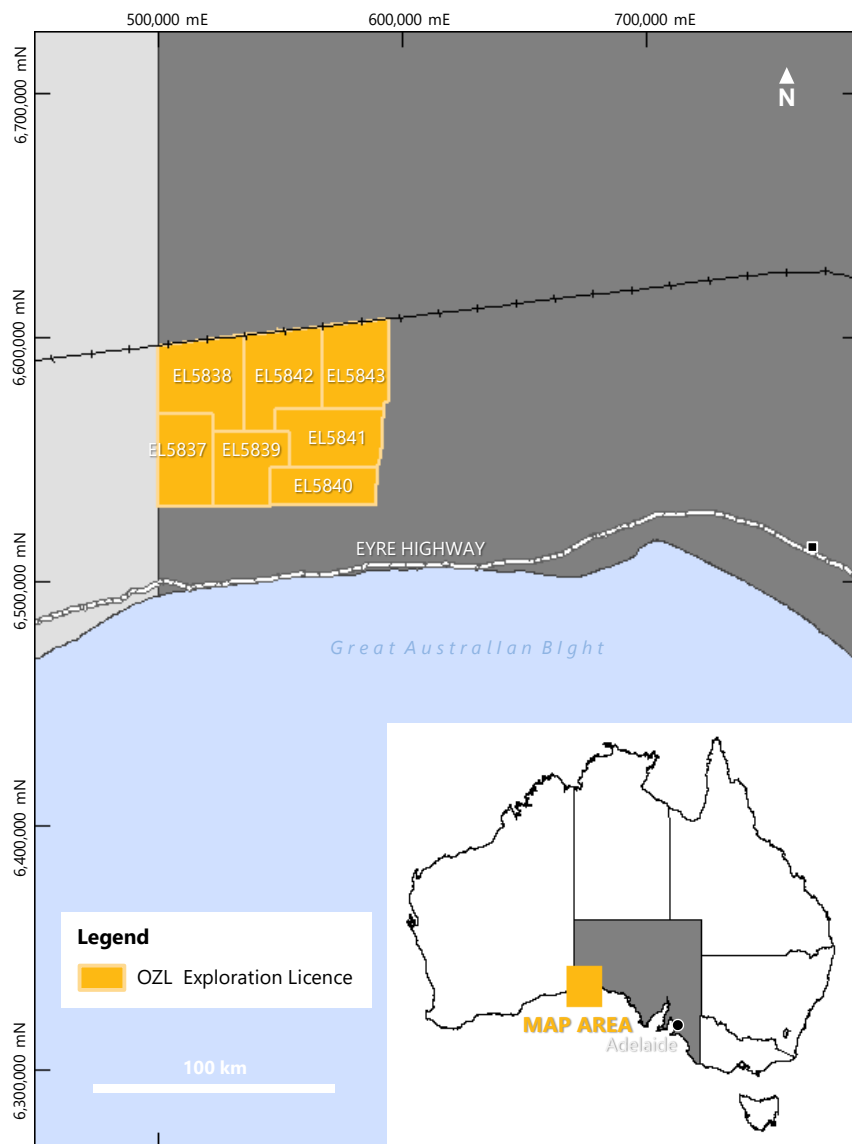 500,000 mE
600,000 mE
700,000 mE
6,700,000 mN
N
6,600,000 mN
EL5838
EL5842
EL5843
EL5837
EL5839
EL5841
EL5840
EYRE HIGHWAY
6,500,000 mN
Great AustralIan BIght
6,400,000 mN
Legend
OZL Exploration Licence
MAP AREA
Adelaide
100 km
6,300,000 mN